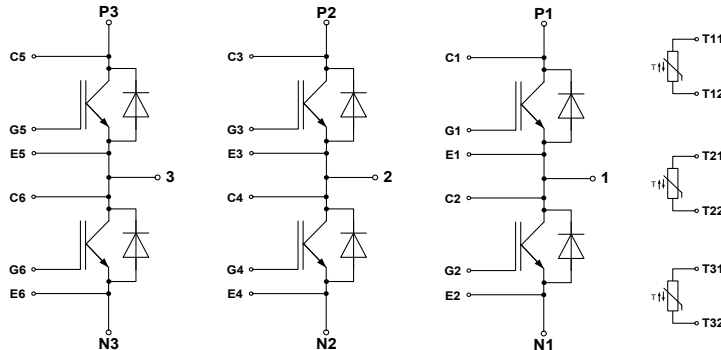 P3 P2 P1
C5 C3 C1 T11
T↑↓
T12
G5 G3 G1
E5 E3 E1 T21
3 2 1 T↑↓
C6 C4 C2
T22
G6 G4 G2 T31
E6 E4 E2 T↑↓
T32
N3 N2 N1